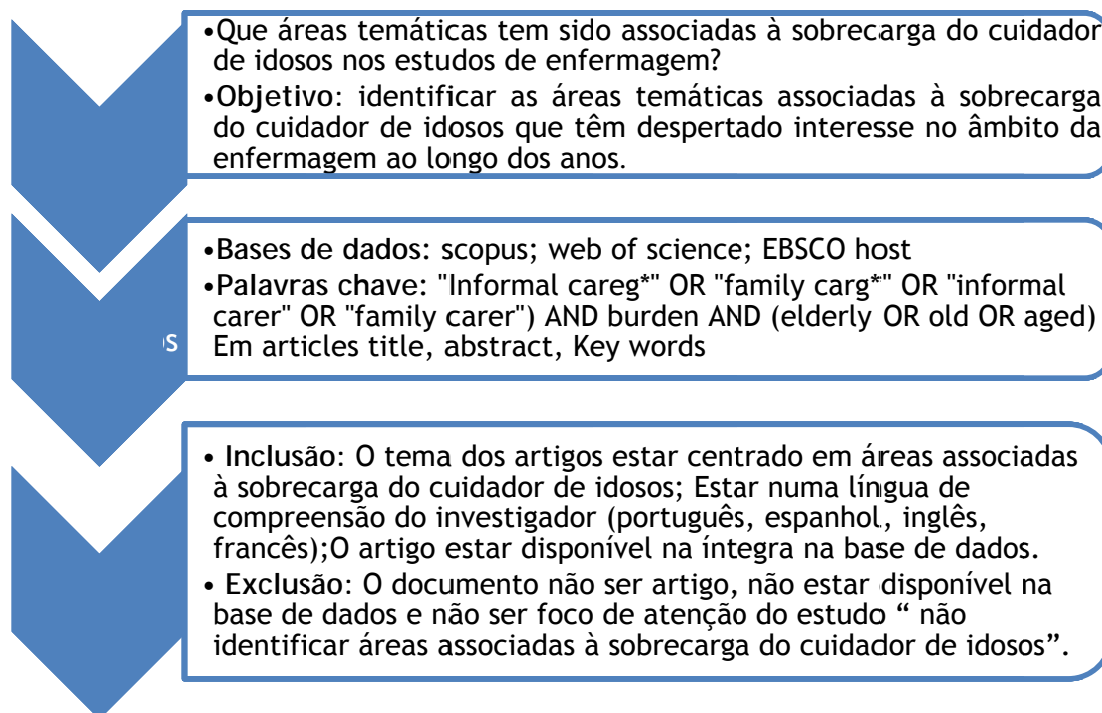 •Que áreas temáticas tem sido associadas à sobrecarga do cuidador
de idosos nos estudos de enfermagem?
•Objetivo: identificar as áreas temáticas associadas à sobrecarga
do cuidador de idosos que têm despertado interesse no âmbito da
enfermagem ao longo dos anos.
•Bases de dados: scopus; web of science; EBSCO host
•Palavras chave: "Informal careg*" OR "family carg*" OR "informal
carer" OR "family carer") AND burden AND (elderly OR old OR aged)
Em articles title, abstract, Key words
• Inclusão: O tema dos artigos estar centrado em áreas associadas
à sobrecarga do cuidador de idosos; Estar numa língua de
compreensão do investigador (português, espanhol, inglês,
francês);O artigo estar disponível na íntegra na base de dados.
• Exclusão: O documento não ser artigo, não estar disponível na
base de dados e não ser foco de atenção do estudo “ não
identificar áreas associadas à sobrecarga do cuidador de idosos”.